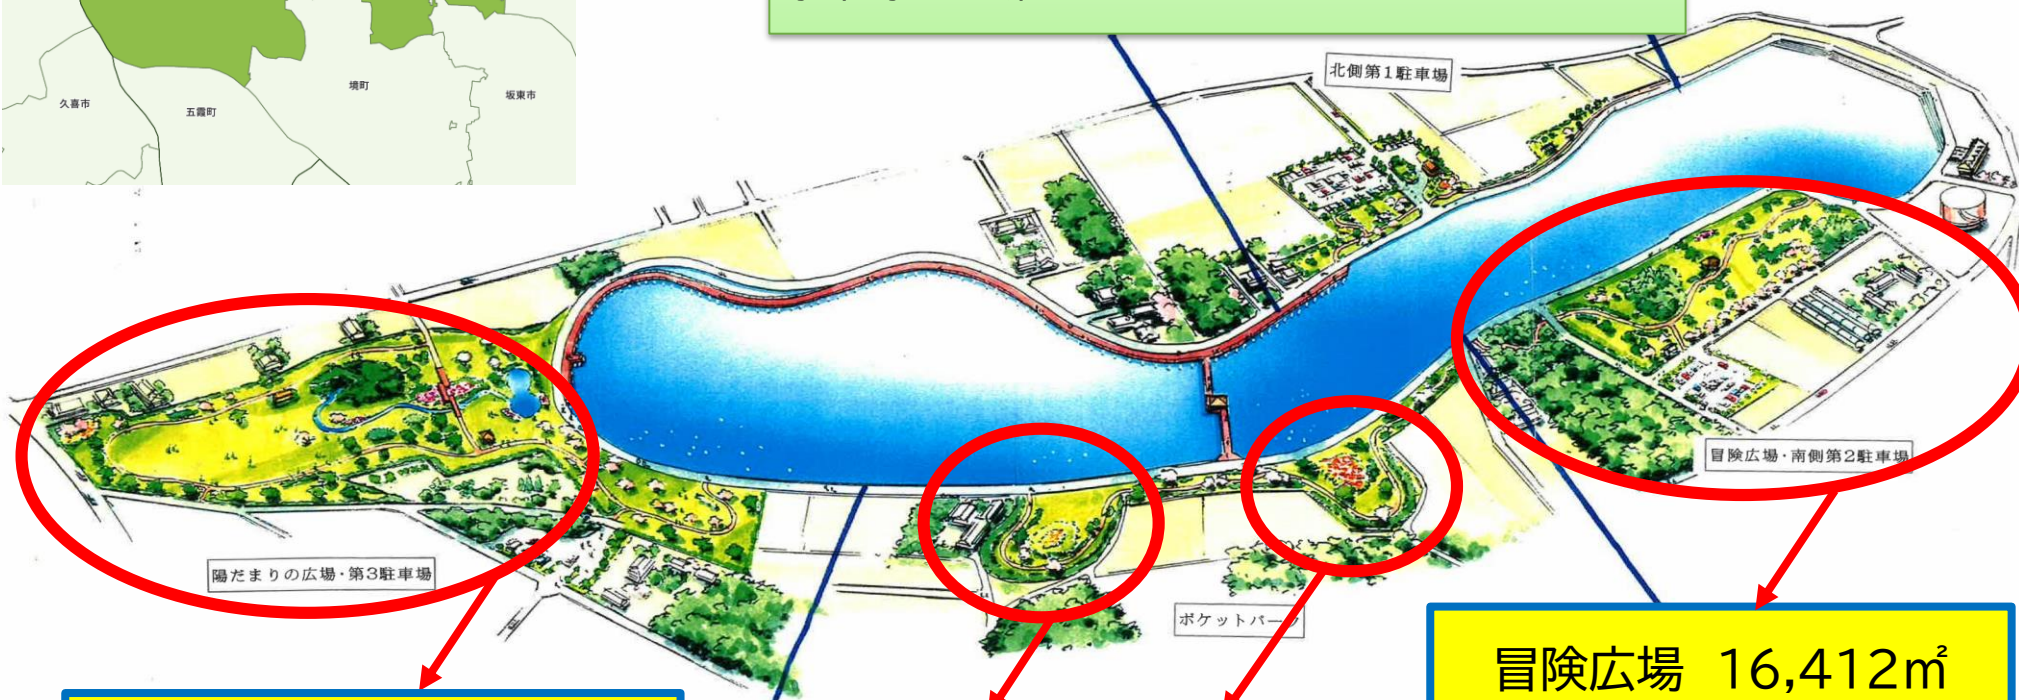 久喜市
五霞町
境町
坂東市
北側第1駐車場
冒険広場・南側第2駐車場
陽だまりの広場・第3駐車場
ポケットパーク
冒険広場 16,412㎡